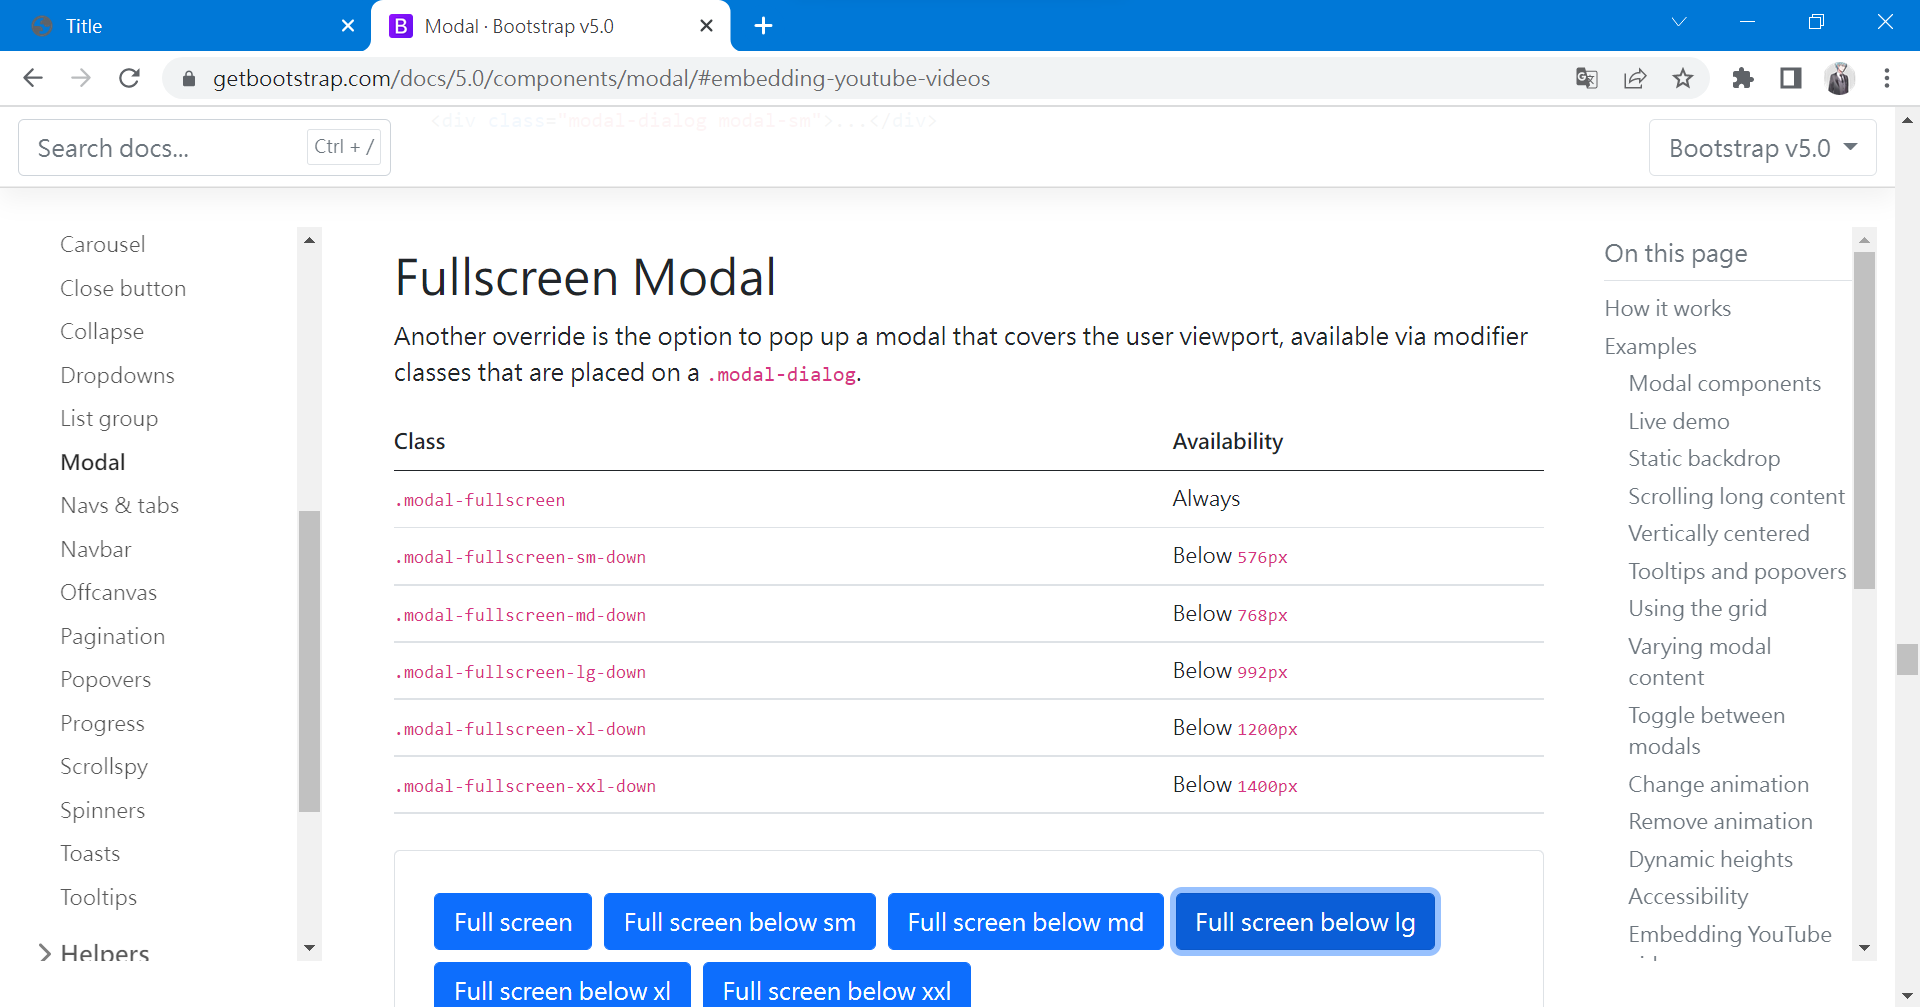 Title
Modal · Bootstrap v5.0
getbootstrap.com/docs/5.0/components/modal/#embedding-youtube-videos
<div class="modal-dialog modal-sm">...</div>
Search docs...
Ctrl + /
Bootstrap v5.0
Carousel
Close button
Collapse
Dropdowns
List group
Modal
Navs & tabs
Navbar
Offcanvas
Pagination
Popovers
Progress
Scrollspy
Spinners
Toasts
Tooltips
Helpers
Fullscreen Modal
Another override is the option to pop up a modal that covers the user viewport, available via modifier
classes that are placed on a .modal-dialog.
Class Availability
.modal-fullscreen Always
.modal-fullscreen-sm-down Below 576px
.modal-fullscreen-md-down Below 768px
.modal-fullscreen-lg-down Below 992px
.modal-fullscreen-xl-down Below 1200px
.modal-fullscreen-xxl-down Below 1400px
Full screen Full screen below sm Full screen below md Full screen below lg
Full screen below xl Full screen below xxl
On this page
How it works
Examples
Modal components
Live demo
Static backdrop
Scrolling long content
Vertically centered
Tooltips and popovers
Using the grid
Varying modal
content
Toggle between
modals
Change animation
Remove animation
Dynamic heights
Accessibility
Embedding YouTube